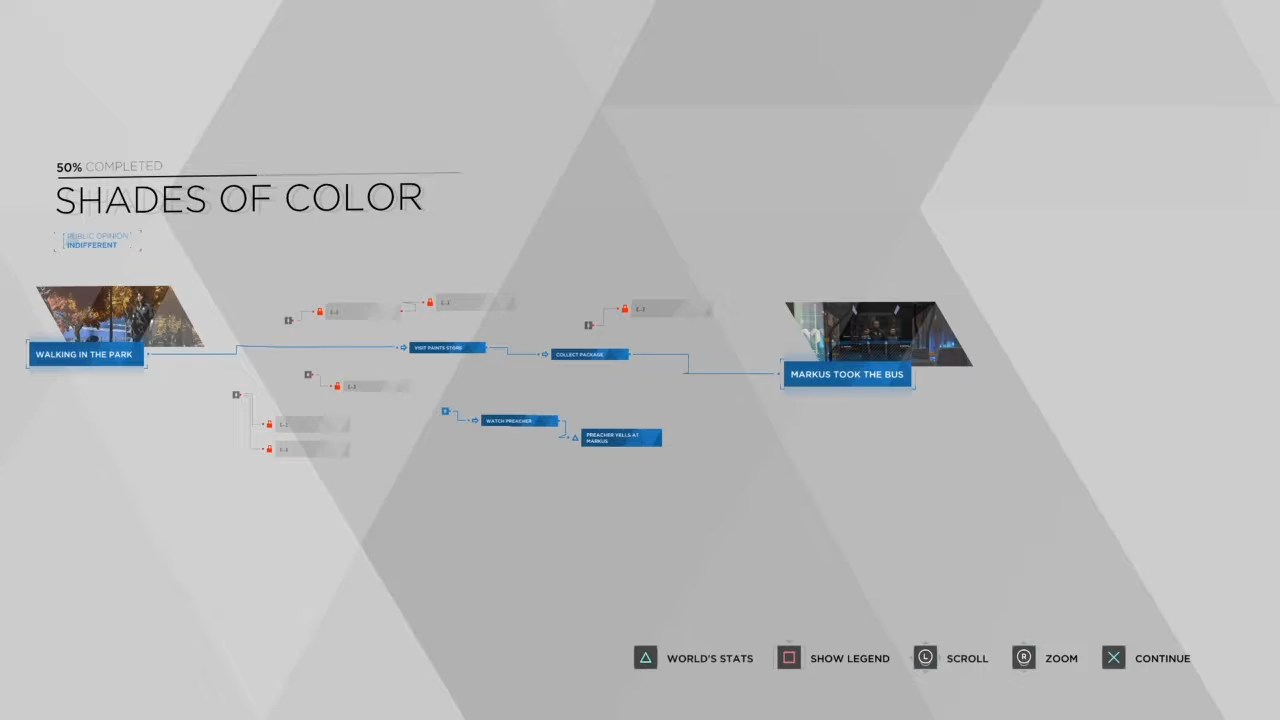 50% COMPLETED
SHADES OF COLOR
PUBLIC OPINION
INDIFFERENT
WALKING IN THE PARK
VISIT PAINTS STORE
COLLECT PACKAGE
MARKUS TOOK THE BUS
WATCH PREACHER
PREACHER YELLS AT
MARKUS
WORLD'S STATS
SHOW LEGEND
L
SCROLL
R
ZOOM
CONTINUE